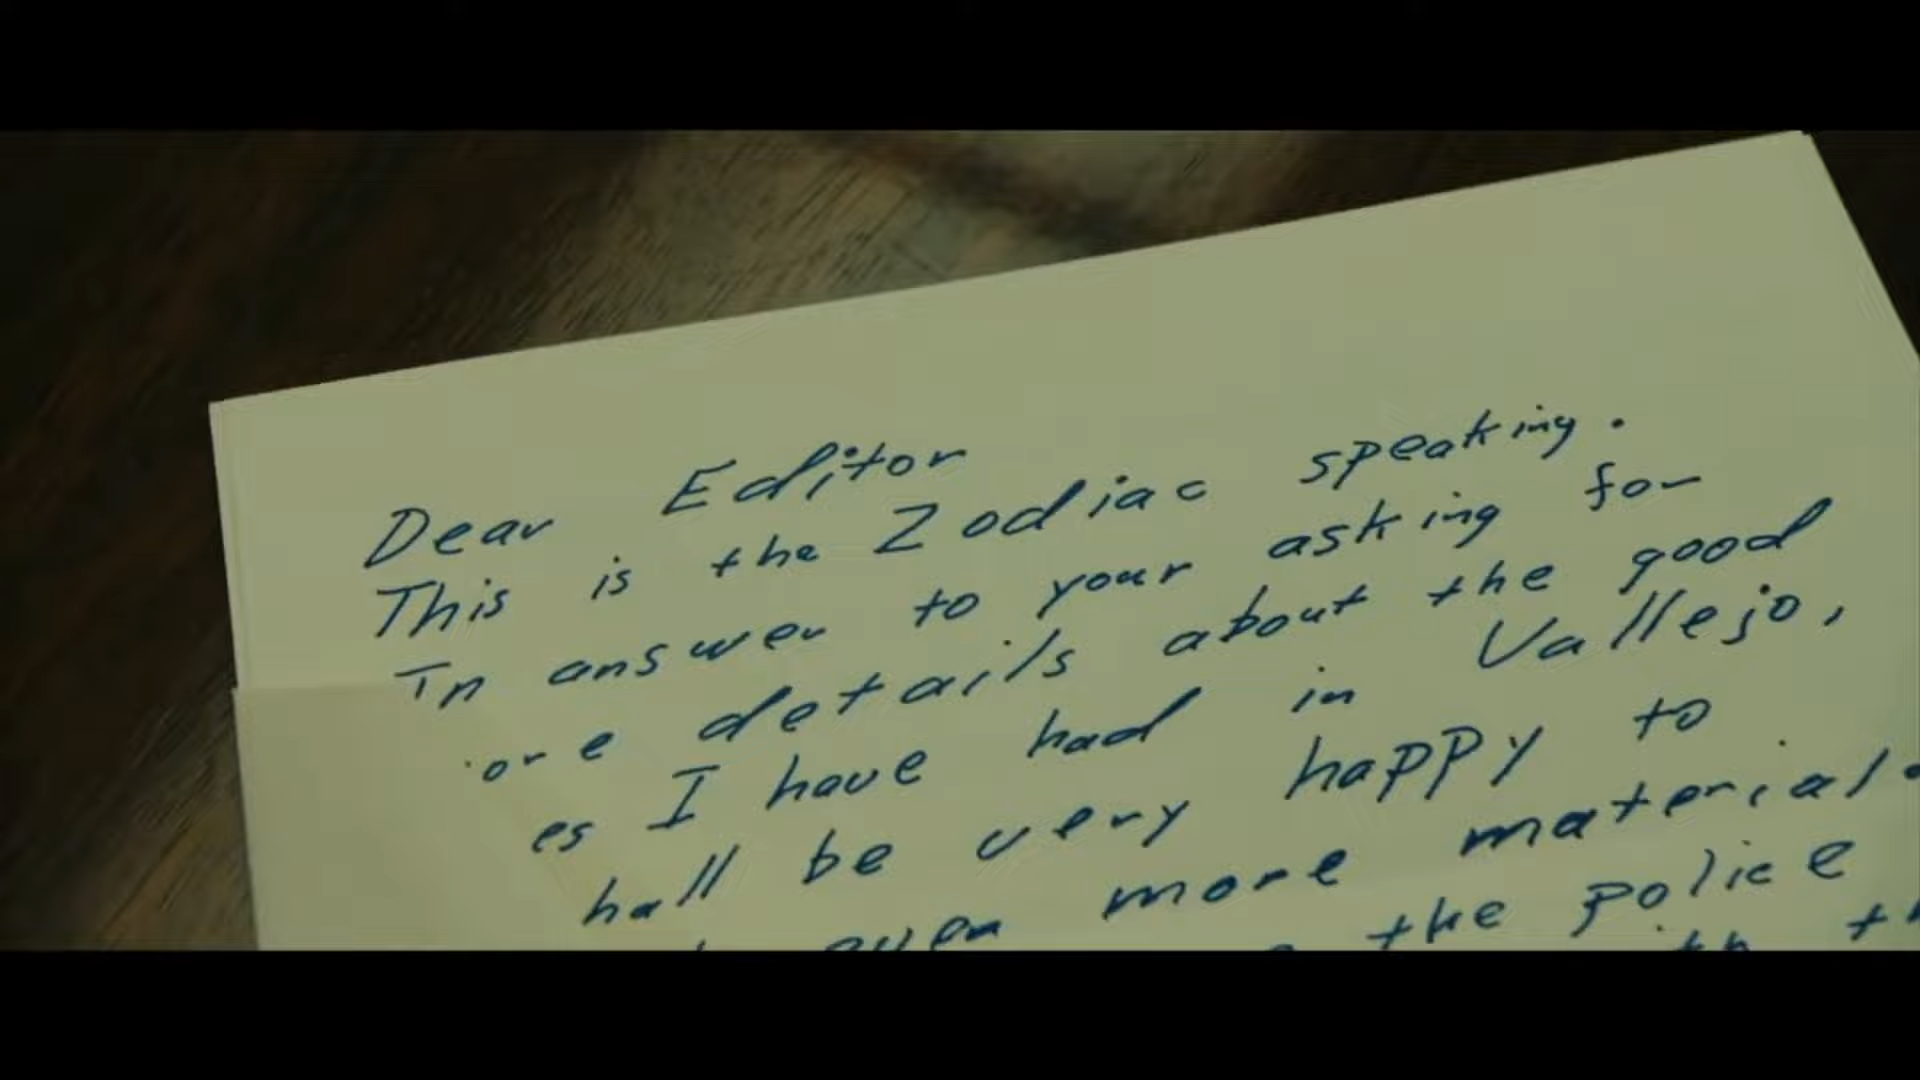 Dear Editor
This is the Zodiac speaking.
In answer to your asking for
ore details about the good
es I have had in Vallejo,
hall be very happy to
even more material.
the police